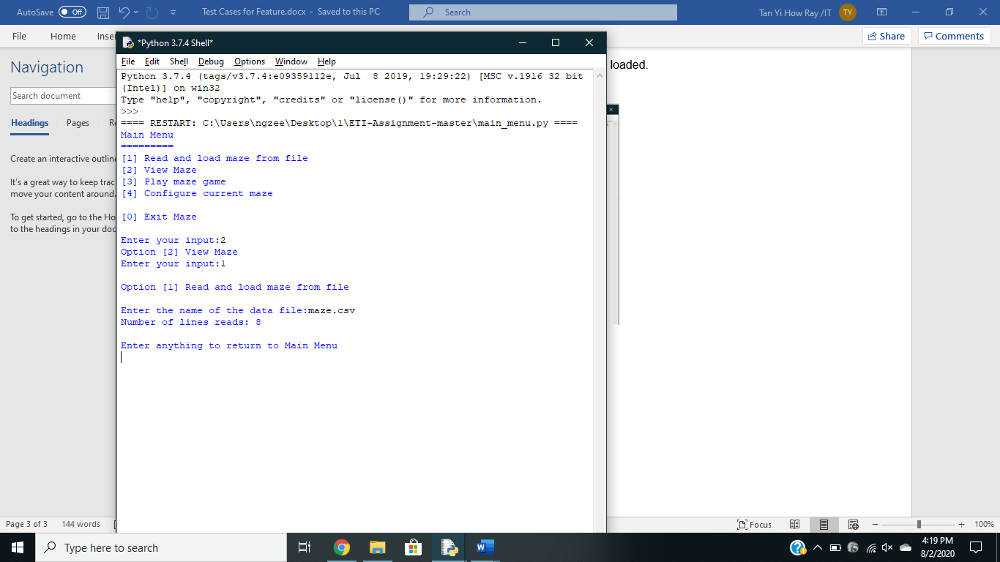 AutoSave Off
Test Cases for Feature.docx - Saved to this PC
Search
Tan Yi How Ray /IT
TY
File Home
Share Comments
Navigation
Search document
Headings Pages
Create an interactive outlin
It's a great way to keep trac
move your content around.
To get started, go to the Ho
to the headings in your doc
loaded.
*Python 3.7.4 Shell*
File Edit Shell Debug Options Window Help
Python 3.7.4 (tags/v3.7.4:e09359112e, Jul  8 2019, 19:29:22) [MSC v.1916 32 bit
(Intel)] on win32
Type "help", "copyright", "credits" or "license()" for more information.
>>>
==== RESTART: C:\Users\ngzee\Desktop\1\ETI-Assignment-master\main_menu.py ====
Main Menu
=========
[1] Read and load maze from file
[2] View Maze
[3] Play maze game
[4] Configure current maze
[0] Exit Maze
Enter your input:2
Option [2] View Maze
Enter your input:1
Option [1] Read and load maze from file
Enter the name of the data file:maze.csv
Number of lines reads: 8
Enter anything to return to Main Menu
Page 3 of 3 144 words
Focus
100%
Type here to search
4:19 PM
8/2/2020